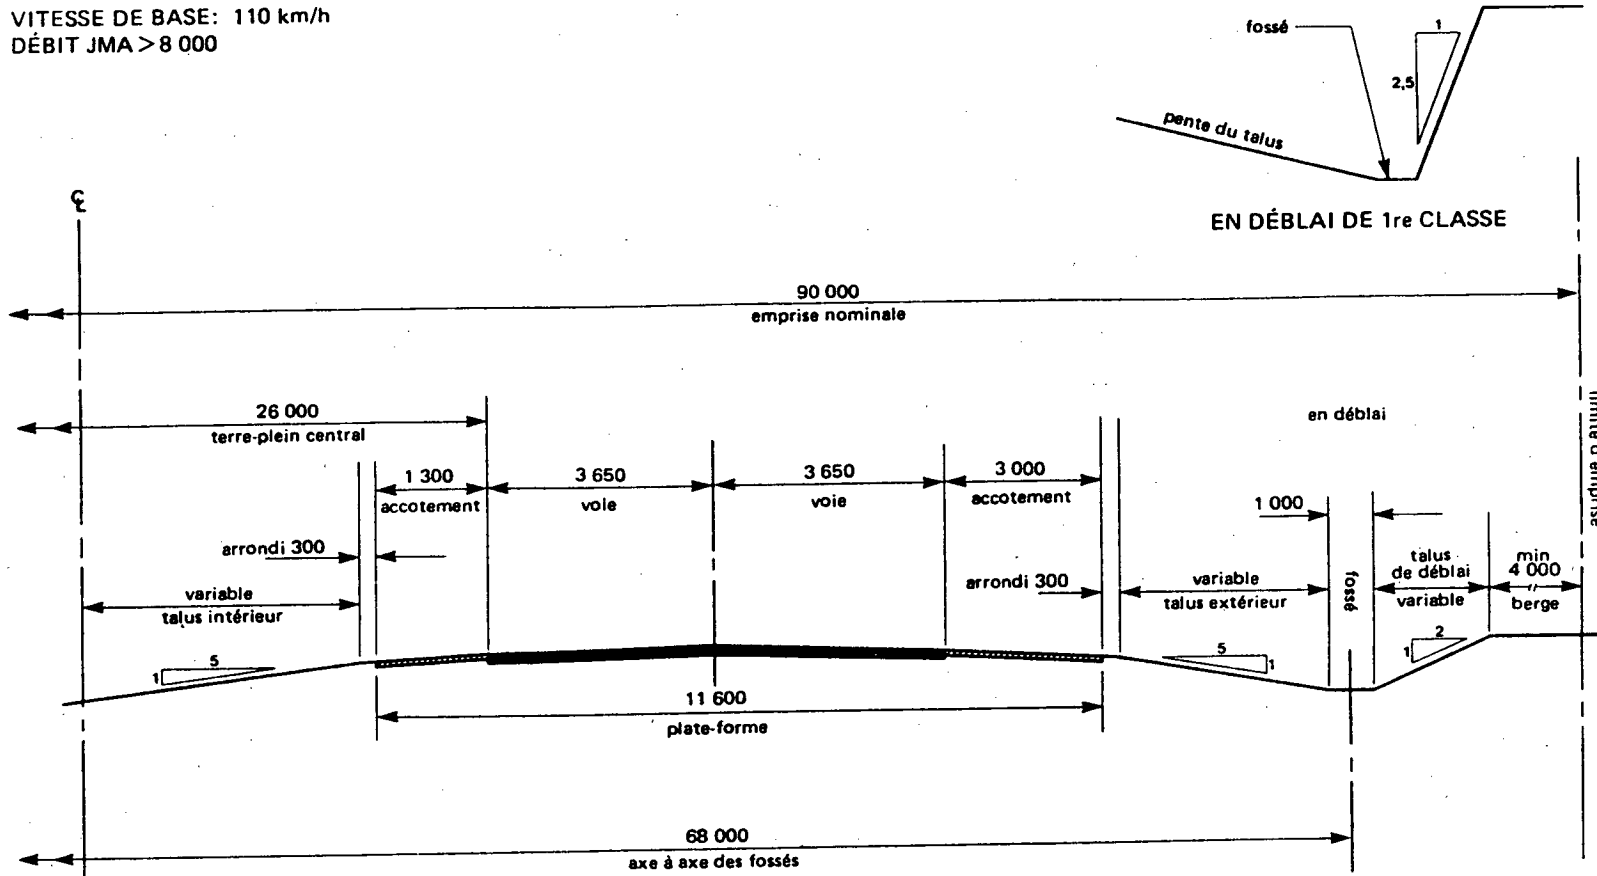 VITESSE DE BASE: 110 km/h
DÉBIT JMA > 8 000
fossé
1
2,5
pente du talus
EN DÉBLAI DE 1re CLASSE
℄
90 000
emprise nominale
26 000
terre-plein central
en déblai
limite d'emprise
1 300
accotement
3 650
voie
3 650
voie
3 000
accotement
1 000
arrondi 300
arrondi 300
variable
talus intérieur
variable
talus extérieur
fossé
talus
de déblai
variable
min
4 000
berge
5
1
5
1
2
1
11 600
plate-forme
68 000
axe à axe des fossés